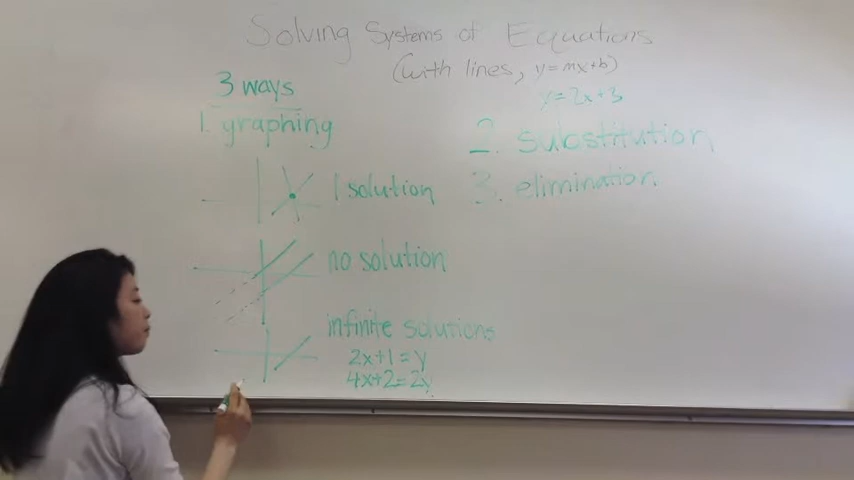 Solving Systems of Equations
(with lines, y=mx+b)
y=2x+3
3 ways
1. graphing
1 solution
no solution
infinite solutions
2x+1=y
4x+2=2y
2. substitution
3. elimination